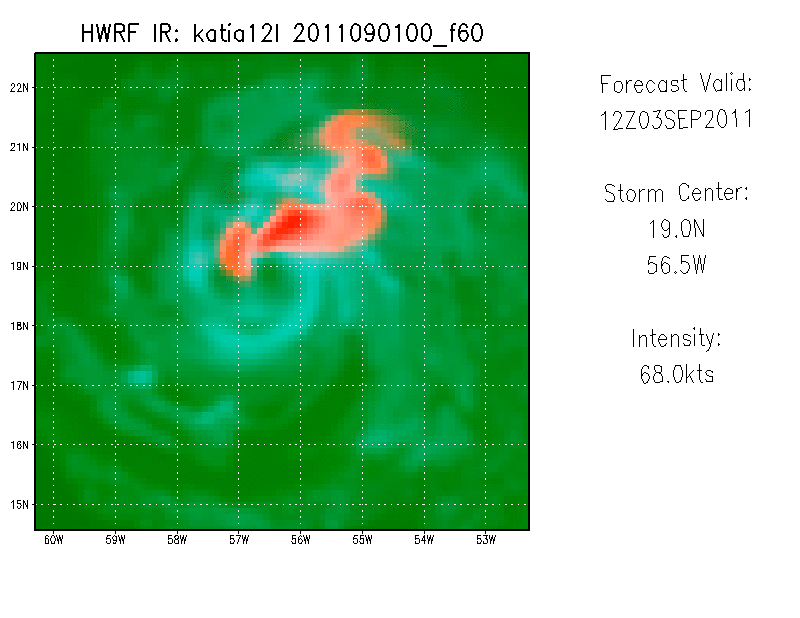 HWRF IR: katia12l 2011090100_f60
Forecast Valid:
12Z03SEP2011
Storm Center:
19.0N
56.5W
Intensity:
68.0kts
22N
21N
20N
19N
18N
17N
16N
15N
60W 59W 58W 57W 56W 55W 54W 53W